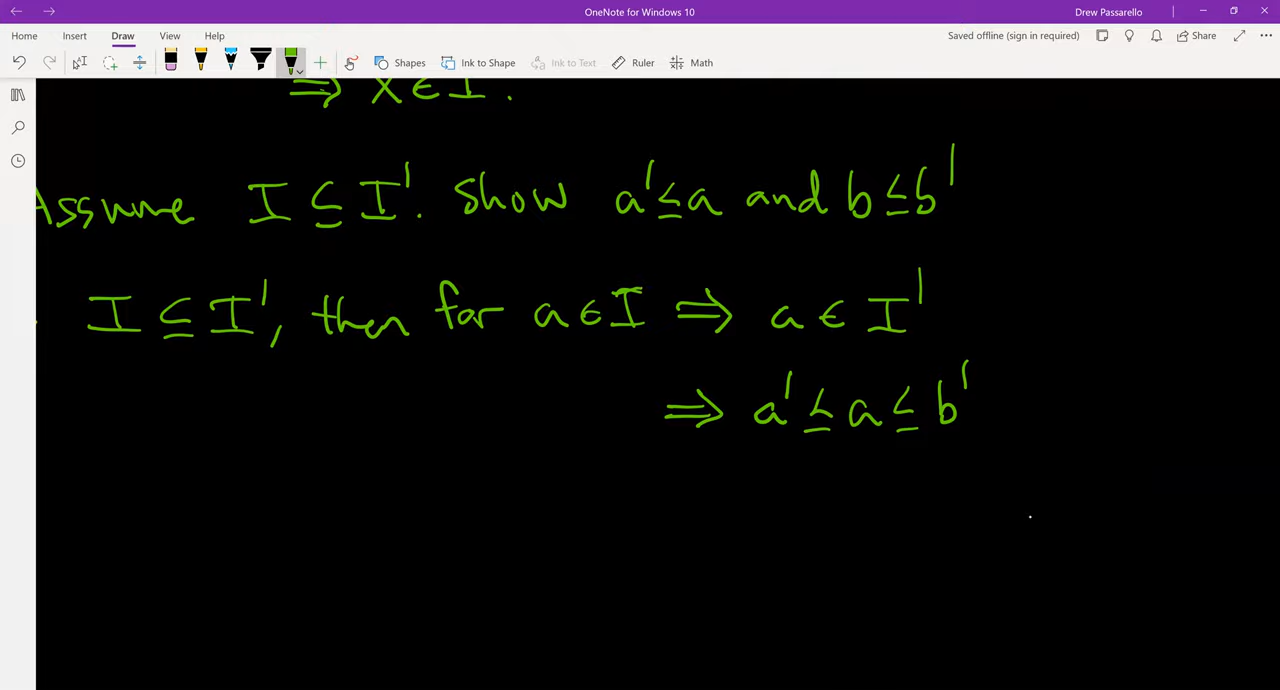 OneNote for Windows 10
Drew Passarello
Home Insert Draw View Help
Saved offline (sign in required)
Share
Shapes
Ink to Shape
Ink to Text
Ruler
Math
⇒ x ∈ I.
Assume I ⊆ I'. Show a' ≤ a and b ≤ b'
I ⊆ I', then for a ∈ I ⇒ a ∈ I'
⇒ a' ≤ a ≤ b'